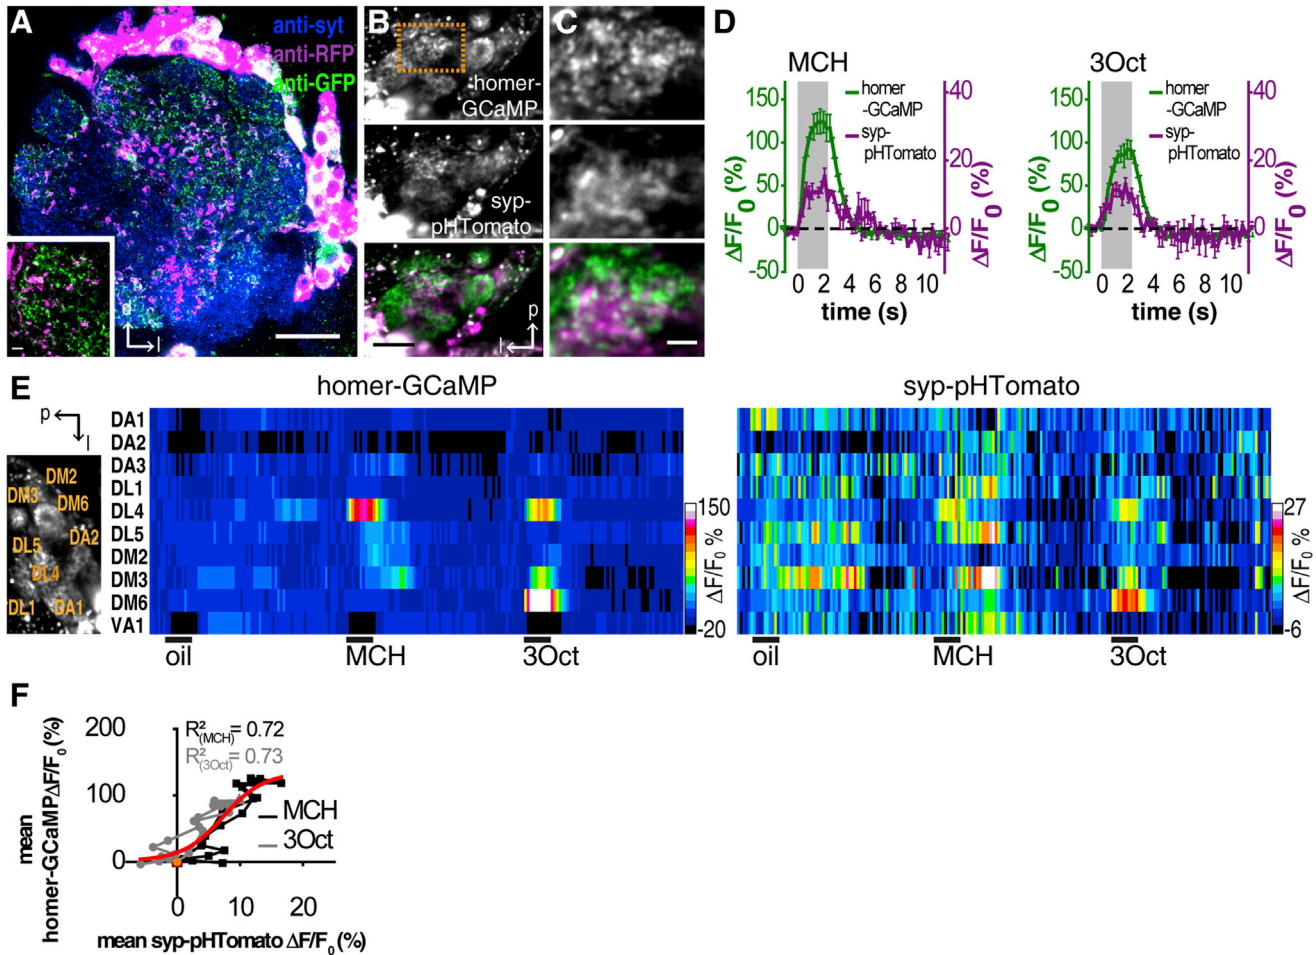 A
anti-syt
anti-RFP
anti-GFP
d
l
B
homer-
GCaMP
syp-
pHTomato
p
l
C
D
MCH
homer
-GCaMP
syp-
pHTomato
150
100
50
0
-50
ΔF/F0 (%)
40
20
0
ΔF/F0 (%)
0 2 4 6 8 10
time (s)
3Oct
homer
-GCaMP
syp-
pHTomato
150
100
50
0
-50
ΔF/F0 (%)
40
20
0
ΔF/F0 (%)
0 2 4 6 8 10
time (s)
E
p
l
DM2
DM3
DM6
DA2
DL5
DL4
DL1
DA1
homer-GCaMP
DA1
DA2
DA3
DL1
DL4
DL5
DM2
DM3
DM6
VA1
oil
MCH
3Oct
150
ΔF/F0 %
-20
syp-pHTomato
oil
MCH
3Oct
27
ΔF/F0 %
-6
F
R²(MCH)= 0.72
R²(3Oct)= 0.73
MCH
3Oct
200
100
0
mean
homer-GCaMPΔF/F0 (%)
0 10 20
mean syp-pHTomato ΔF/F0 (%)